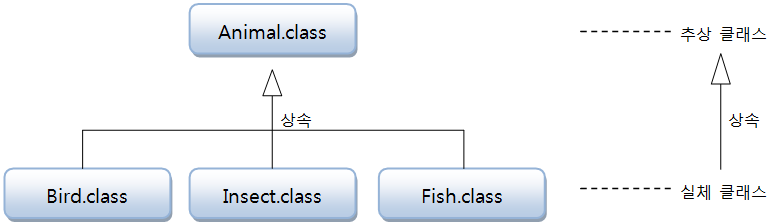 Animal.class
추상 클래스
상속
상속
Bird.class
Insect.class
Fish.class
실체 클래스